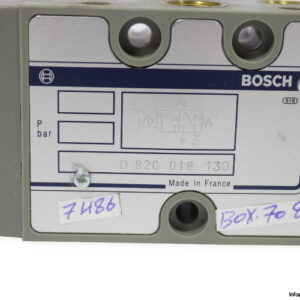 BOSCH
P
bar
P R
0 820 018 130
Made in France
7486
BOX.70